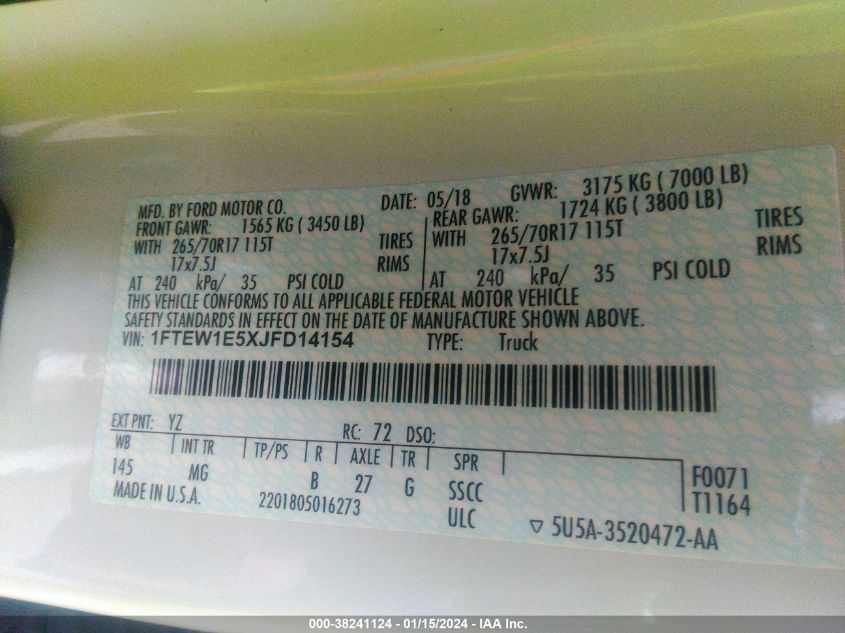 MFD. BY FORD MOTOR CO. DATE: 05/18 GVWR: 3175 KG ( 7000 LB)
FRONT GAWR: 1565 KG ( 3450 LB) REAR GAWR: 1724 KG ( 3800 LB)
WITH 265/70R17 115T TIRES WITH 265/70R17 115T TIRES
17x7.5J RIMS 17x7.5J RIMS
AT 240 kPa/ 35 PSI COLD AT 240 kPa/ 35 PSI COLD
THIS VEHICLE CONFORMS TO ALL APPLICABLE FEDERAL MOTOR VEHICLE
SAFETY STANDARDS IN EFFECT ON THE DATE OF MANUFACTURE SHOWN ABOVE.
VIN: 1FTEW1E5XJFD14154 TYPE: Truck
EXT PNT: YZ RC: 72 DSO:
WB INT TR TP/PS R AXLE TR SPR
145 MG B 27 G SSCC F0071
MADE IN U.S.A. 2201805016273 ULC T1164
▽ 5U5A-3520472-AA
000-38241124 - 01/15/2024 - IAA Inc.